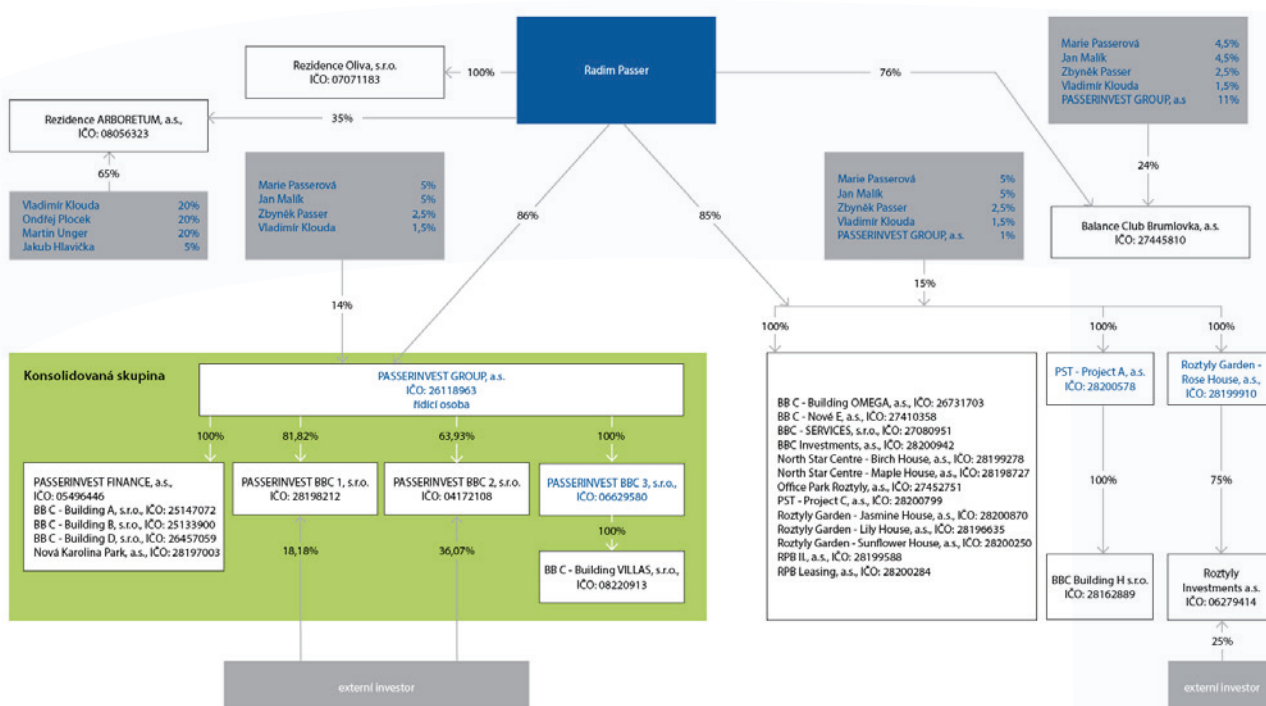 Radim Passer
Rezidence Oliva, s.r.o.
IČO: 07071183
100%
76%
Marie Passerová 4,5%
Jan Malík 4,5%
Zbyněk Passer 2,5%
Vladimír Klouda 1,5%
PASSERINVEST GROUP, a.s 11%
Rezidence ARBORETUM, a.s.,
IČO: 08056323
35%
65%
24%
Vladimír Klouda 20%
Ondřej Plocek 20%
Martin Unger 20%
Jakub Hlavička 5%
Marie Passerová 5%
Jan Malík 5%
Zbyněk Passer 2,5%
Vladimír Klouda 1,5%
86%
85%
Marie Passerová 5%
Jan Malík 5%
Zbyněk Passer 2,5%
Vladimír Klouda 1,5%
PASSERINVEST GROUP, a.s. 1%
Balance Club Brumlovka, a.s.
IČO: 27445810
14%
15%
100%
100%
100%
Konsolidovaná skupina
PASSERINVEST GROUP, a.s.
IČO: 26118963
řídící osoba
100%
81,82%
63,93%
100%
PASSERINVEST FINANCE, a.s.,
IČO: 05496446
BB C - Building A, s.r.o., IČO: 25147072
BB C - Building B, s.r.o., IČO: 25133900
BB C - Building D, s.r.o., IČO: 26457059
Nová Karolina Park, a.s., IČO: 28197003
PASSERINVEST BBC 1, s.r.o.
IČO: 28198212
PASSERINVEST BBC 2, s.r.o.
IČO: 04172108
PASSERINVEST BBC 3, s.r.o.,
IČO: 06629580
18,18%
36,07%
100%
BB C - Building VILLAS, s.r.o.,
IČO: 08220913
externí investor
BB C - Building OMEGA, a.s., IČO: 26731703
BB C - Nové E, a.s., IČO: 27410358
BBC - SERVICES, s.r.o., IČO: 27080951
BBC Investments, a.s., IČO: 28200942
North Star Centre - Birch House, a.s., IČO: 28199278
North Star Centre - Maple House, a.s., IČO: 28198727
Office Park Roztyly, a.s., IČO: 27452751
PST - Project C, a.s., IČO: 28200799
Roztyly Garden - Jasmine House, a.s., IČO: 28200870
Roztyly Garden - Lily House, a.s., IČO: 28196635
Roztyly Garden - Sunflower House, a.s., IČO: 28200250
RPB II., a.s., IČO: 28199588
RPB Leasing, a.s., IČO: 28200284
PST - Project A, a.s.
IČO: 28200578
100%
BBC Building H s.r.o.
IČO: 28162889
Roztyly Garden -
Rose House, a.s.,
IČO: 28199910
75%
Roztyly
Investments a.s.
IČO: 06279414
25%
externí investor